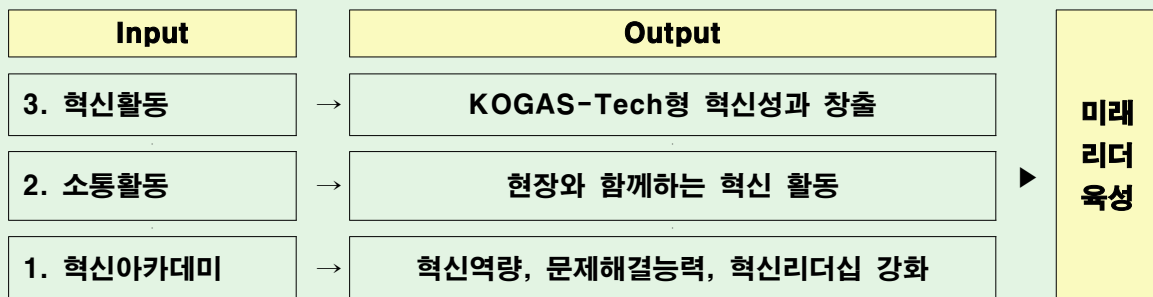 Input
Output
3. 혁신활동
→
KOGAS-Tech형 혁신성과 창출
2. 소통활동
→
현장와 함께하는 혁신 활동
▶
1. 혁신아카데미
→
혁신역량, 문제해결능력, 혁신리더십 강화
미래
리더
육성